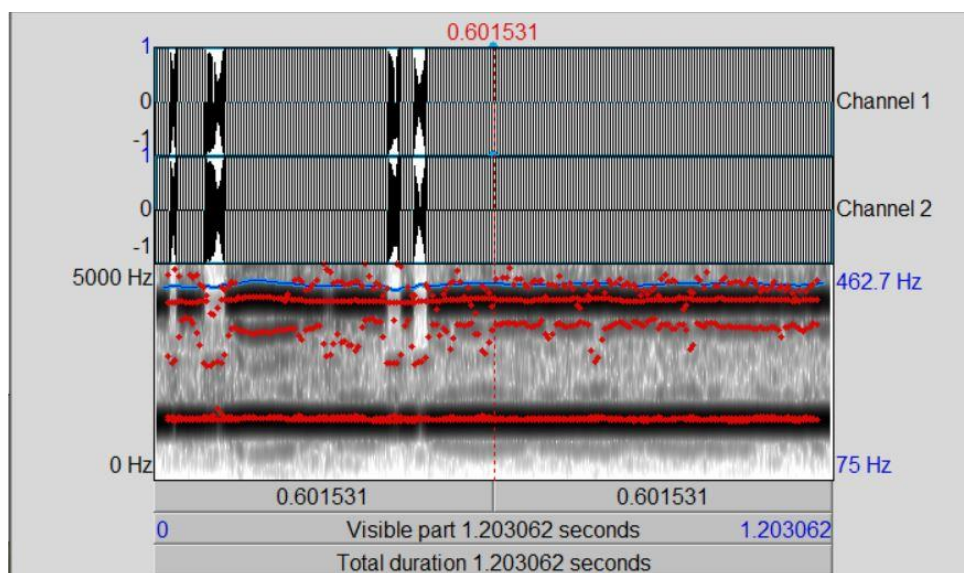 0.601531
1
0
-1
Channel 1
1
0
-1
Channel 2
5000 Hz
462.7 Hz
0 Hz
75 Hz
0.601531 0.601531
0 Visible part 1.203062 seconds 1.203062
Total duration 1.203062 seconds